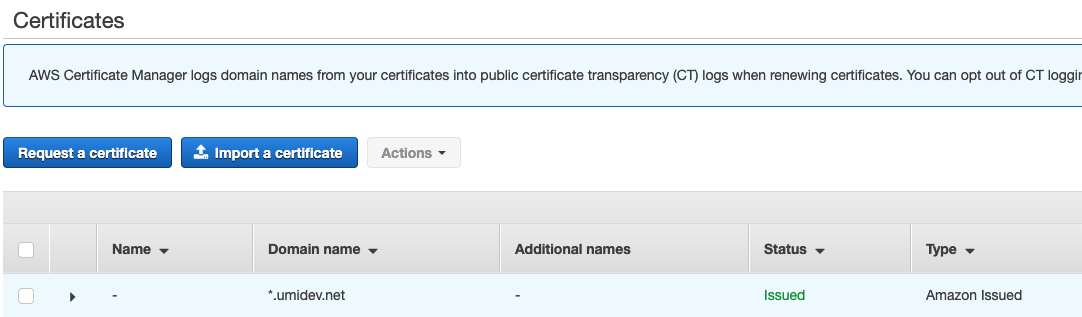 Certificates
AWS Certificate Manager logs domain names from your certificates into public certificate transparency (CT) logs when renewing certificates. You can opt out of CT loggin
Request a certificate Import a certificate Actions
Name Domain name Additional names Status Type
- *.umidev.net - Issued Amazon Issued